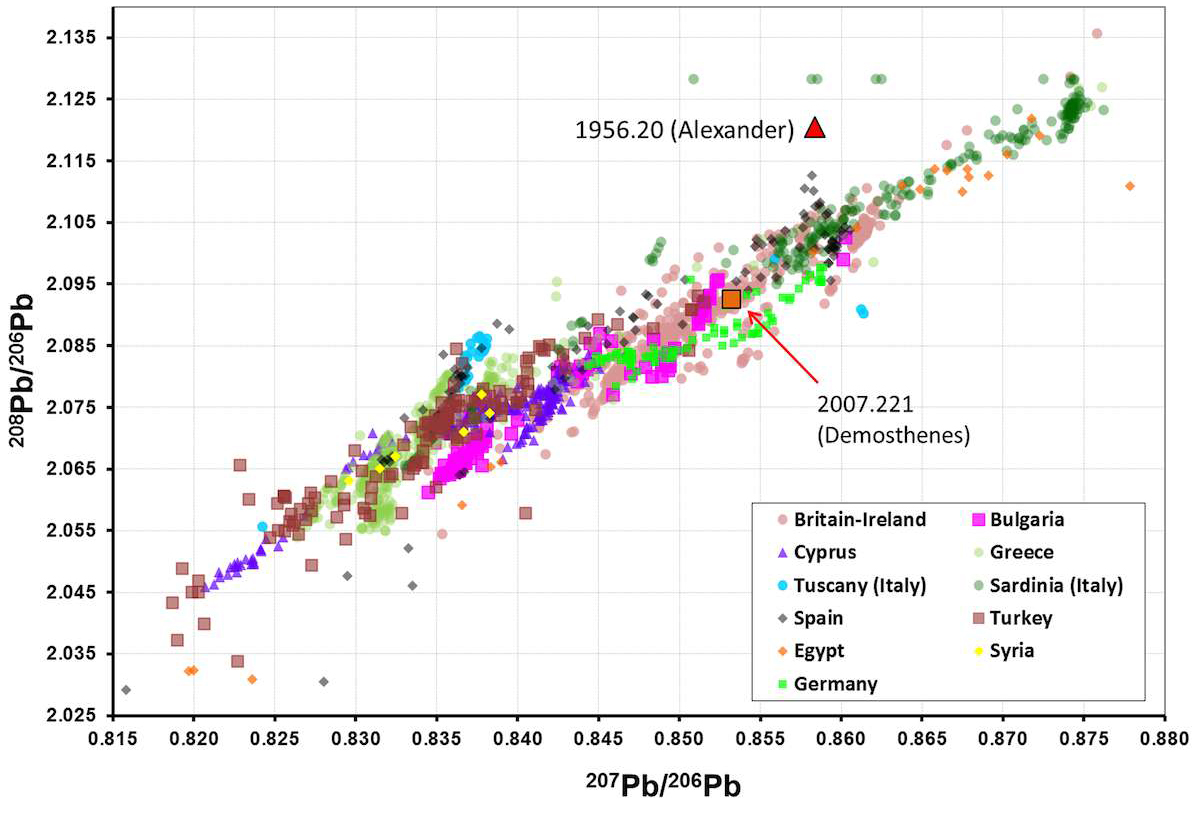 2.135
2.125
2.115
2.105
2.095
2.085
2.075
2.065
2.055
2.045
2.035
2.025
208Pb/206Pb
1956.20 (Alexander)
2007.221
(Demosthenes)
Britain-Ireland
Bulgaria
Cyprus
Greece
Tuscany (Italy)
Sardinia (Italy)
Spain
Turkey
Egypt
Syria
Germany
0.815 0.820 0.825 0.830 0.835 0.840 0.845 0.850 0.855 0.860 0.865 0.870 0.875 0.880
207Pb/206Pb